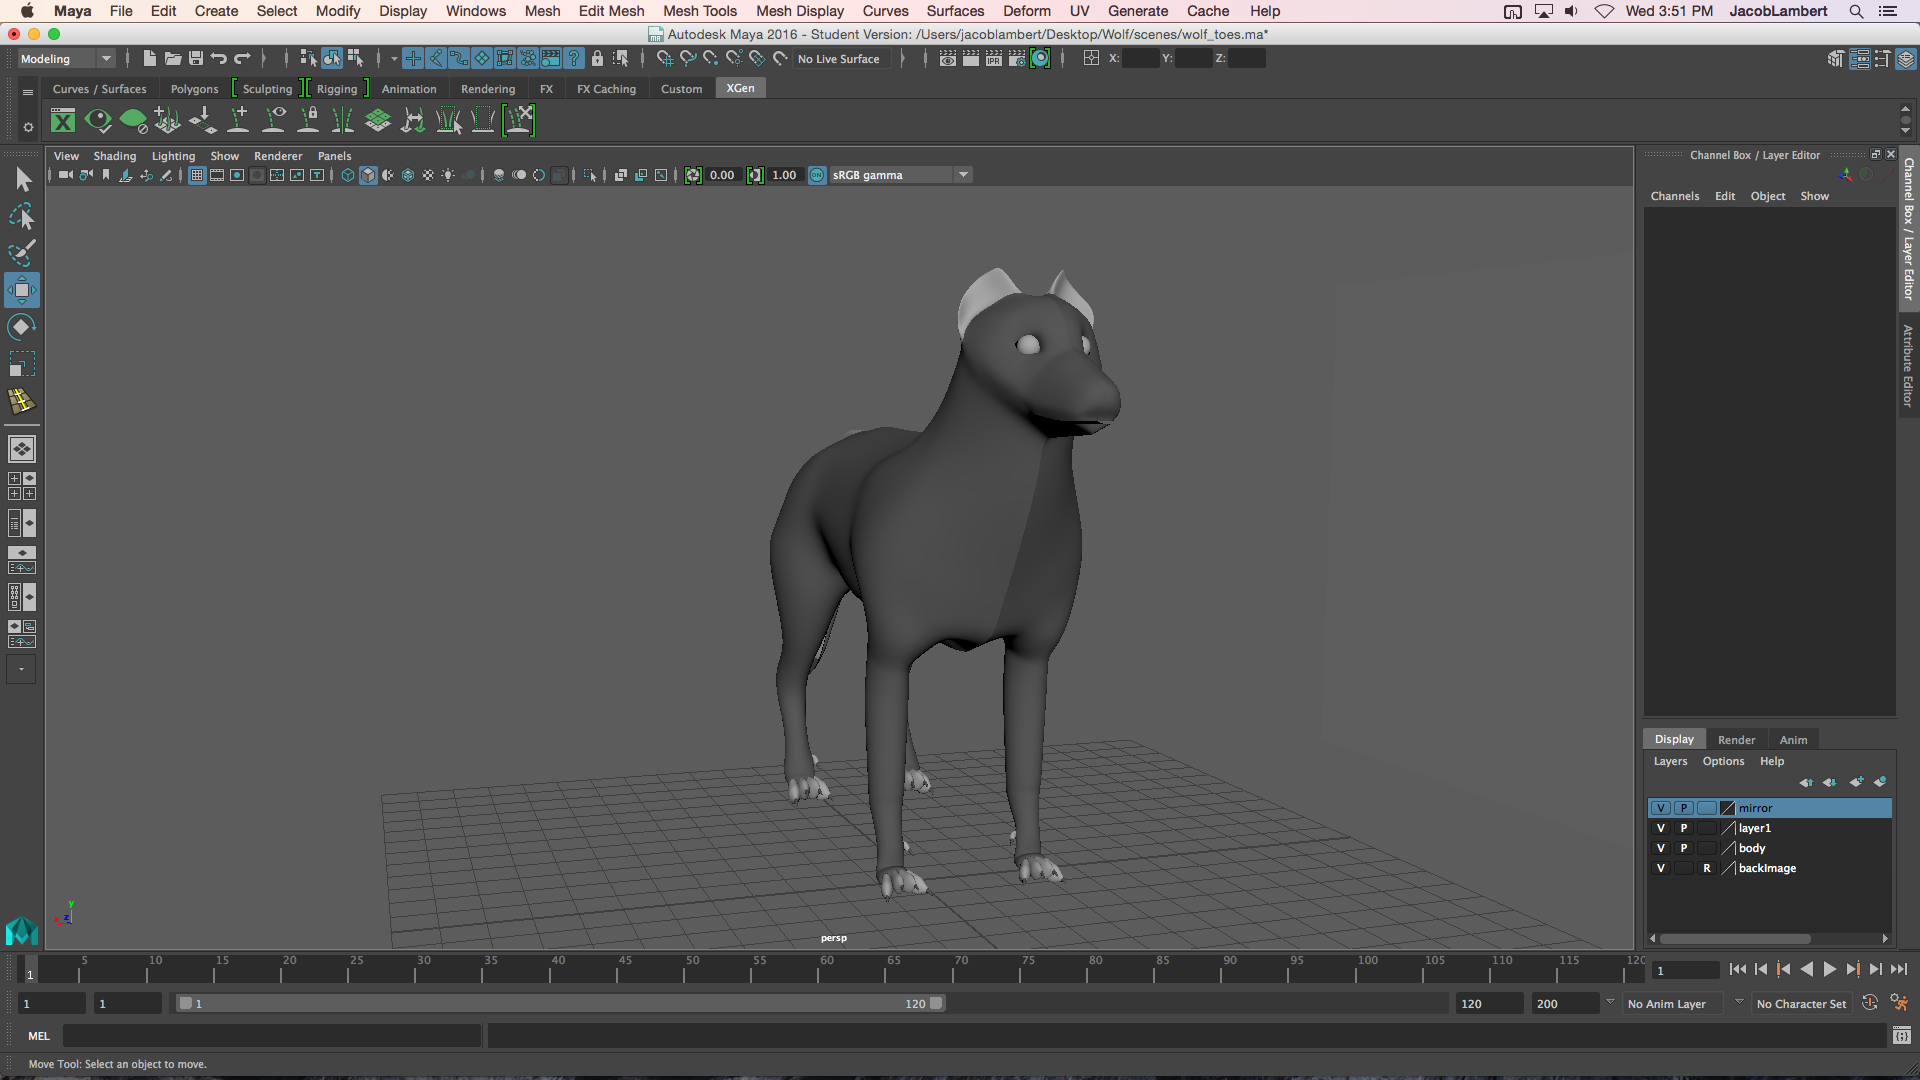 Maya File Edit Create Select Modify Display Windows Mesh Edit Mesh Mesh Tools Mesh Display Curves Surfaces Deform UV Generate Cache Help Wed 3:51 PM JacobLambert
Autodesk Maya 2016 - Student Version: /Users/jacoblambert/Desktop/Wolf/scenes/wolf_toes.ma*
Modeling No Live Surface IPR X: Y: Z:
Curves / Surfaces Polygons Sculpting Rigging Animation Rendering FX FX Caching Custom XGen
View Shading Lighting Show Renderer Panels
0.00 1.00 ON sRGB gamma
Channel Box / Layer Editor
Channels Edit Object Show
Channel Box / Layer Editor
Attribute Editor
Display Render Anim
Layers Options Help
V P mirror
V P layer1
V P body
V R backImage
y
z
x
persp
1 5 10 15 20 25 30 35 40 45 50 55 60 65 70 75 80 85 90 95 100 105 110 115 120 1
1 1 1 120 120 200 No Anim Layer No Character Set
MEL
Move Tool: Select an object to move.